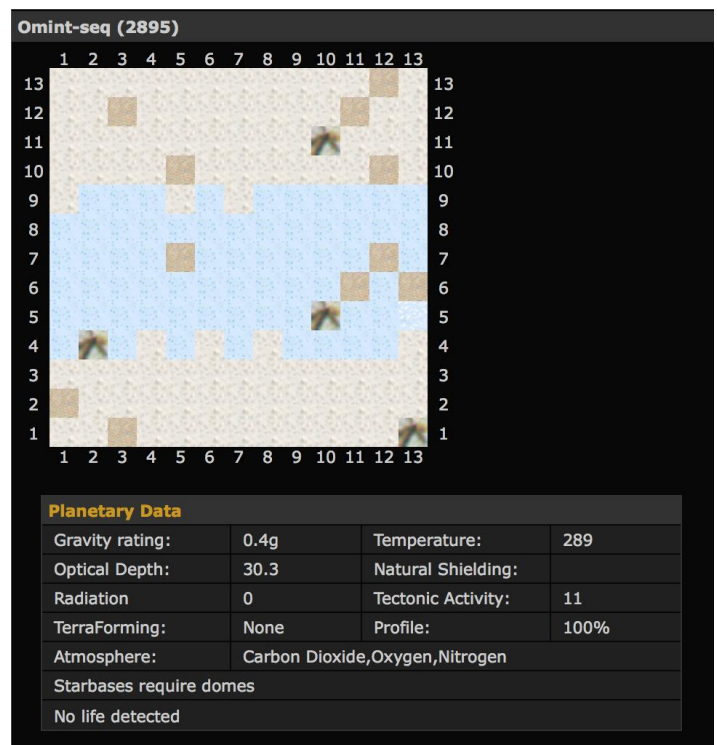 Omint-seq (2895)
1 2 3 4 5 6 7 8 9 10 11 12 13
13 13
12 12
11 11
10 10
9 9
8 8
7 7
6 6
5 5
4 4
3 3
2 2
1 1
1 2 3 4 5 6 7 8 9 10 11 12 13
Planetary Data
Gravity rating: 0.4g Temperature: 289
Optical Depth: 30.3 Natural Shielding:
Radiation 0 Tectonic Activity: 11
TerraForming: None Profile: 100%
Atmosphere: Carbon Dioxide,Oxygen,Nitrogen
Starbases require domes
No life detected